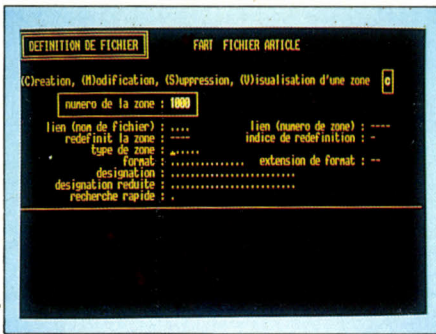 DEFINITION DE FICHIER FART FICHIER ARTICLE
(C)reation, (M)odification, (S)uppression, (V)isualisation d'une zone C
numero de la zone : 1000
lien (nom de fichier) : .... lien (numero de zone) : ----
redefinit la zone : ---- indice de redefinition : -
type de zone : ......
format : ............... extension de format : --
designation : .........................
designation reduite : .........................
recherche rapide : .